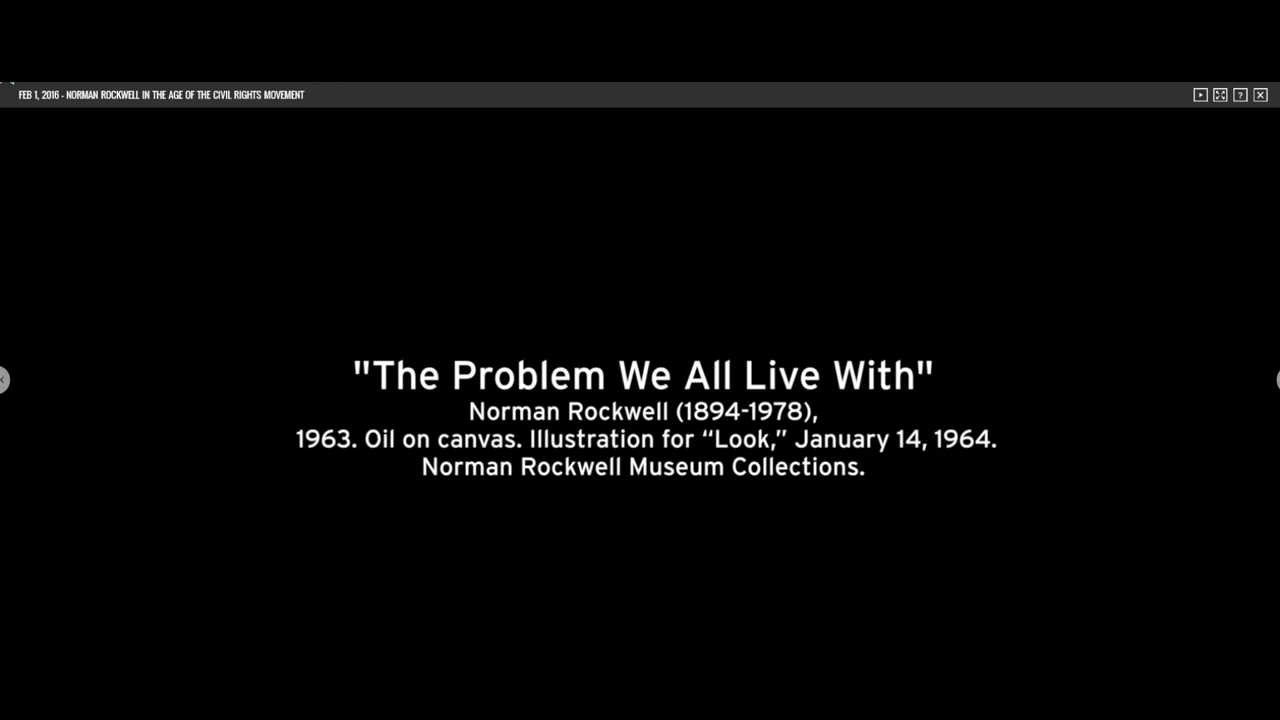 FEB 1, 2016 - NORMAN ROCKWELL IN THE AGE OF THE CIVIL RIGHTS MOVEMENT
"The Problem We All Live With"
Norman Rockwell (1894-1978),
1963. Oil on canvas. Illustration for “Look,” January 14, 1964.
Norman Rockwell Museum Collections.